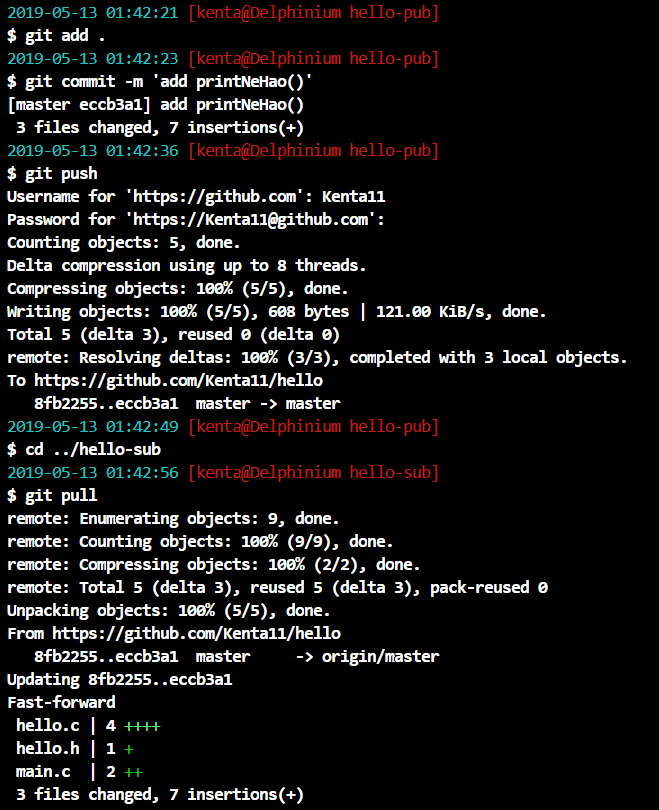 2019-05-13 01:42:21 [kenta@Delphinium hello-pub]
$ git add .
2019-05-13 01:42:23 [kenta@Delphinium hello-pub]
$ git commit -m 'add printNeHao()'
[master eccb3a1] add printNeHao()
 3 files changed, 7 insertions(+)
2019-05-13 01:42:36 [kenta@Delphinium hello-pub]
$ git push
Username for 'https://github.com': Kenta11
Password for 'https://Kenta11@github.com':
Counting objects: 5, done.
Delta compression using up to 8 threads.
Compressing objects: 100% (5/5), done.
Writing objects: 100% (5/5), 608 bytes | 121.00 KiB/s, done.
Total 5 (delta 3), reused 0 (delta 0)
remote: Resolving deltas: 100% (3/3), completed with 3 local objects.
To https://github.com/Kenta11/hello
   8fb2255..eccb3a1  master -> master
2019-05-13 01:42:49 [kenta@Delphinium hello-pub]
$ cd ../hello-sub
2019-05-13 01:42:56 [kenta@Delphinium hello-sub]
$ git pull
remote: Enumerating objects: 9, done.
remote: Counting objects: 100% (9/9), done.
remote: Compressing objects: 100% (2/2), done.
remote: Total 5 (delta 3), reused 5 (delta 3), pack-reused 0
Unpacking objects: 100% (5/5), done.
From https://github.com/Kenta11/hello
   8fb2255..eccb3a1  master     -> origin/master
Updating 8fb2255..eccb3a1
Fast-forward
 hello.c | 4 ++++
 hello.h | 1 +
 main.c  | 2 ++
 3 files changed, 7 insertions(+)